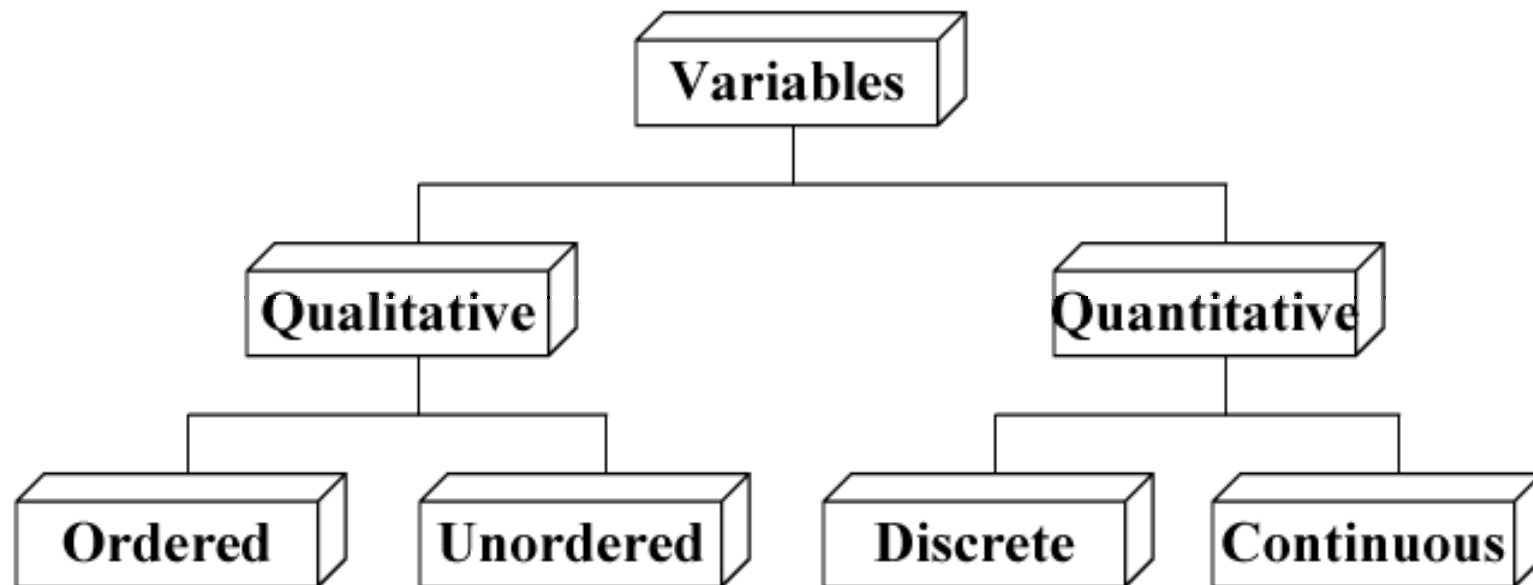 Variables
Qualitative
Quantitative
Ordered
Unordered
Discrete
Continuous